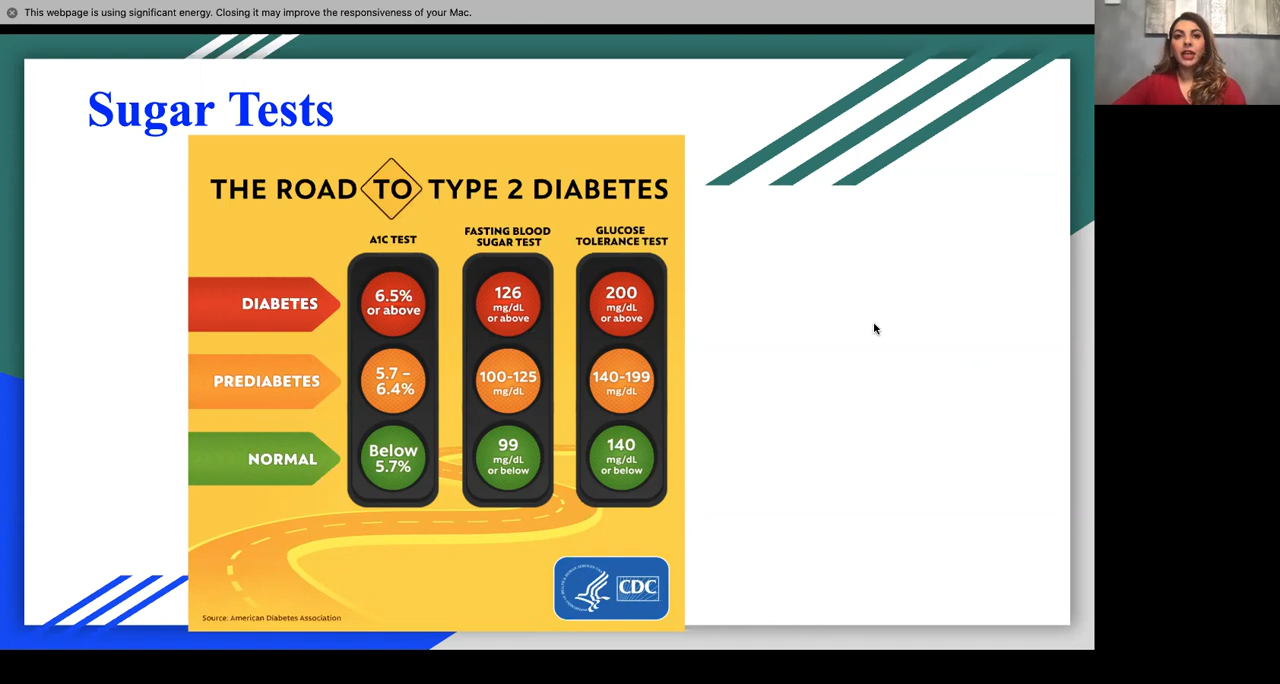 This webpage is using significant energy. Closing it may improve the responsiveness of your Mac.
Sugar Tests
THE ROAD TO TYPE 2 DIABETES
A1C TEST
FASTING BLOOD
SUGAR TEST
GLUCOSE
TOLERANCE TEST
DIABETES
6.5%
or above
126
mg/dL
or above
200
mg/dL
or above
PREDIABETES
5.7 –
6.4%
100-125
mg/dL
140-199
mg/dL
NORMAL
Below
5.7%
99
mg/dL
or below
140
mg/dL
or below
CDC
Source: American Diabetes Association